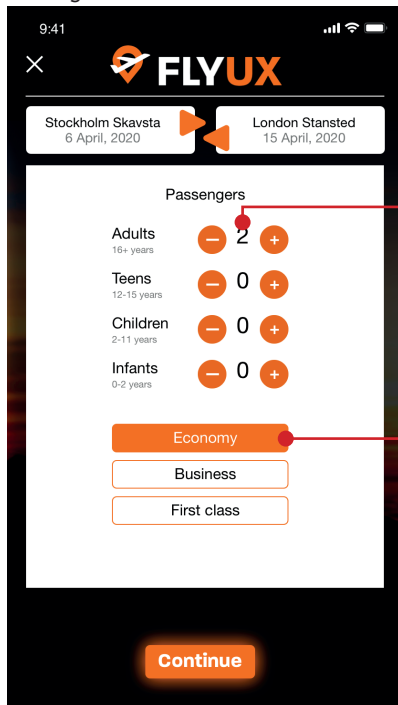 9:41
FLYUX
Stockholm Skavsta
6 April, 2020
London Stansted
15 April, 2020
Passengers
Adults
16+ years
− 2 +
Teens
12-15 years
− 0 +
Children
2-11 years
− 0 +
Infants
0-2 years
− 0 +
Economy
Business
First class
Continue